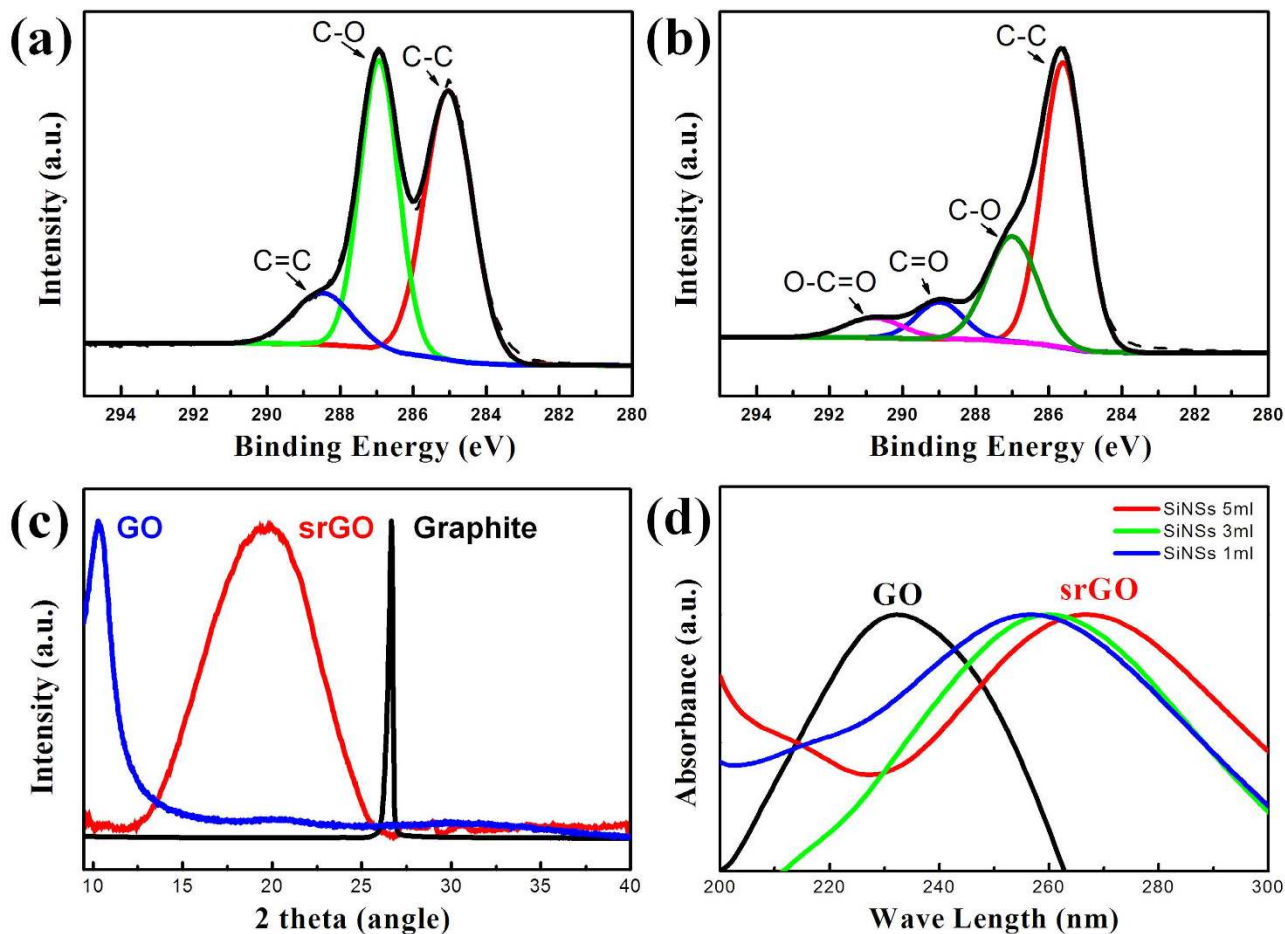 (a)
C-O
C-C
C=C
Intensity (a.u.)
294 292 290 288 286 284 282 280
Binding Energy (eV)
(b)
C-C
C-O
C=O
O-C=O
Intensity (a.u.)
294 292 290 288 286 284 282 280
Binding Energy (eV)
(c)
GO srGO Graphite
Intensity (a.u.)
10 15 20 25 30 35 40
2 theta (angle)
(d)
SiNSs 5ml
SiNSs 3ml
SiNSs 1ml
GO srGO
Absorbance (a.u.)
200 220 240 260 280 300
Wave Length (nm)